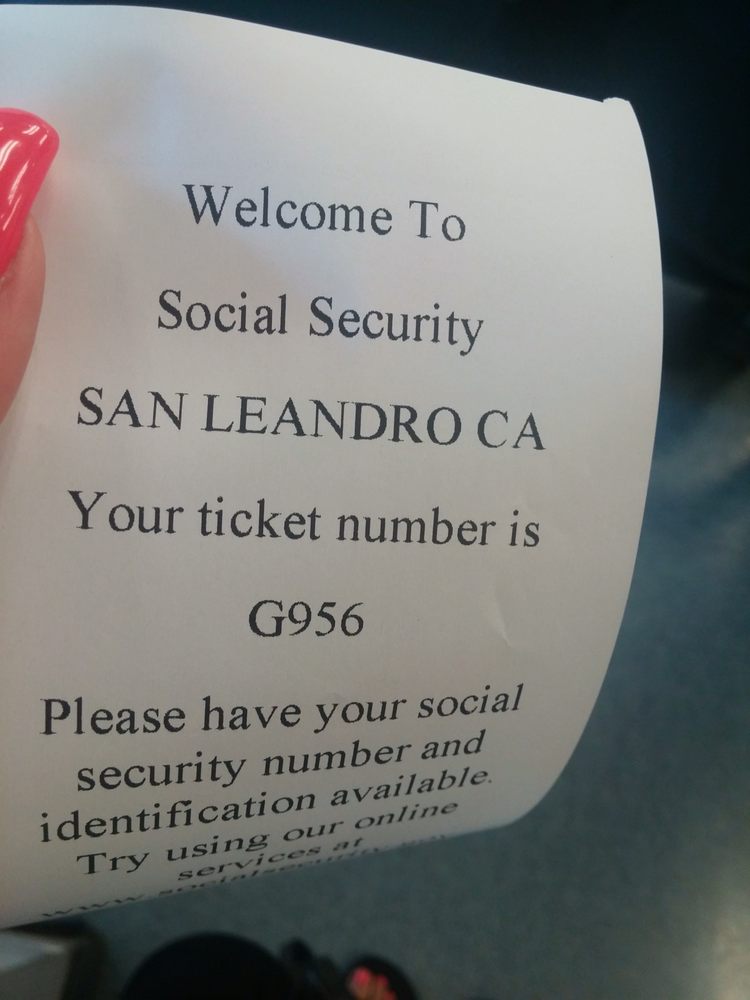 Welcome To
Social Security
SAN LEANDRO CA
Your ticket number is
G956
Please have your social
security number and
identification available.
Try using our online
services at